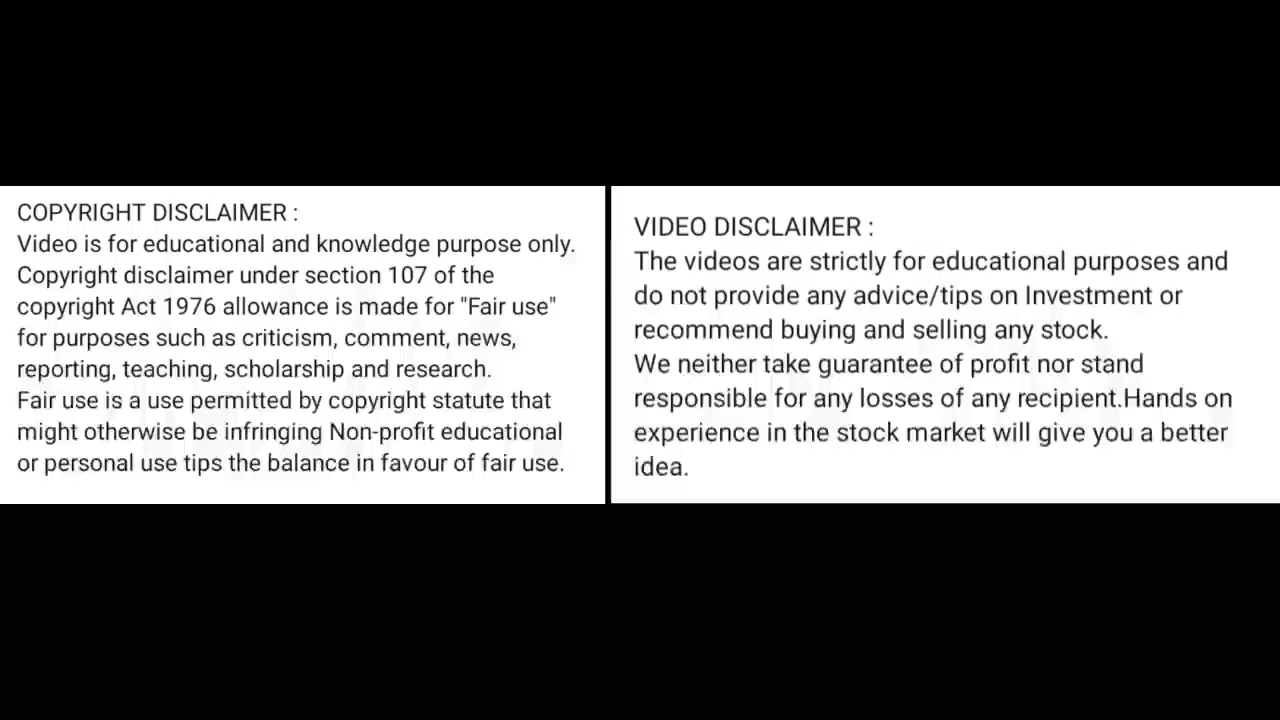 COPYRIGHT DISCLAIMER :
Video is for educational and knowledge purpose only.
Copyright disclaimer under section 107 of the
copyright Act 1976 allowance is made for "Fair use"
for purposes such as criticism, comment, news,
reporting, teaching, scholarship and research.
Fair use is a use permitted by copyright statute that
might otherwise be infringing Non-profit educational
or personal use tips the balance in favour of fair use.
VIDEO DISCLAIMER :
The videos are strictly for educational purposes and
do not provide any advice/tips on Investment or
recommend buying and selling any stock.
We neither take guarantee of profit nor stand
responsible for any losses of any recipient.Hands on
experience in the stock market will give you a better
idea.